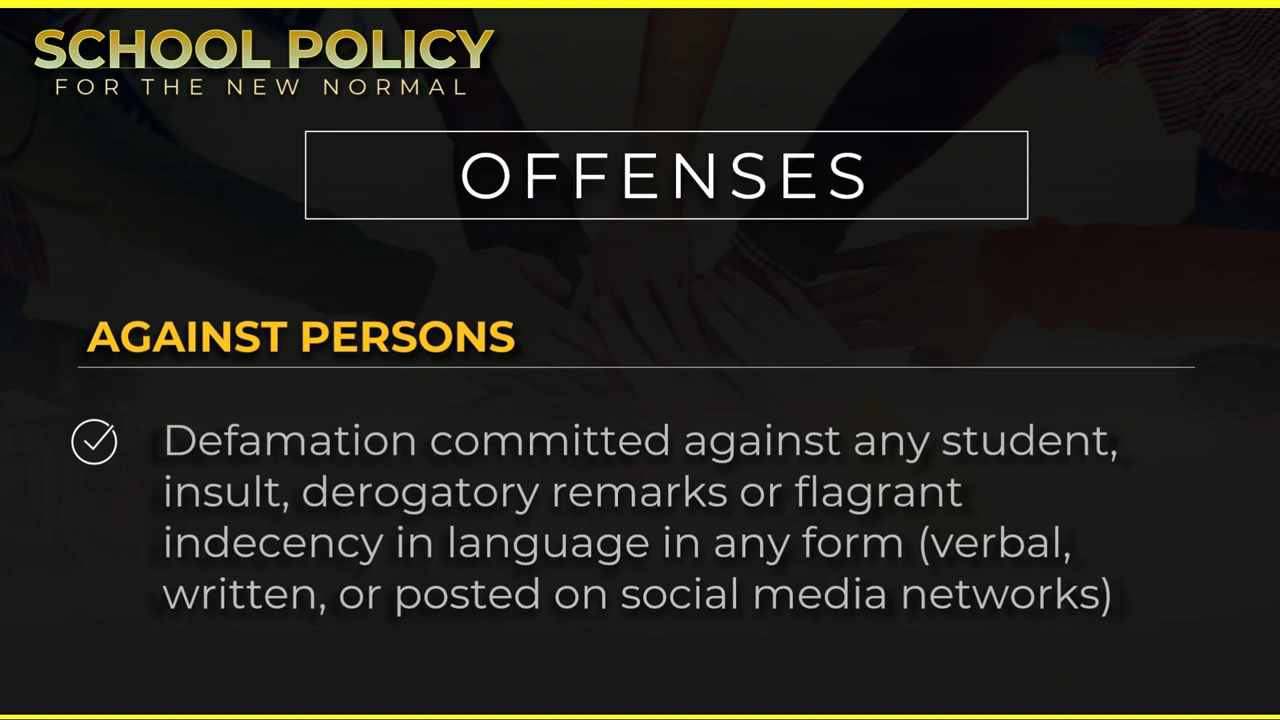 SCHOOL POLICY
FOR THE NEW NORMAL
OFFENSES
AGAINST PERSONS
Defamation committed against any student,
insult, derogatory remarks or flagrant
indecency in language in any form (verbal,
written, or posted on social media networks)